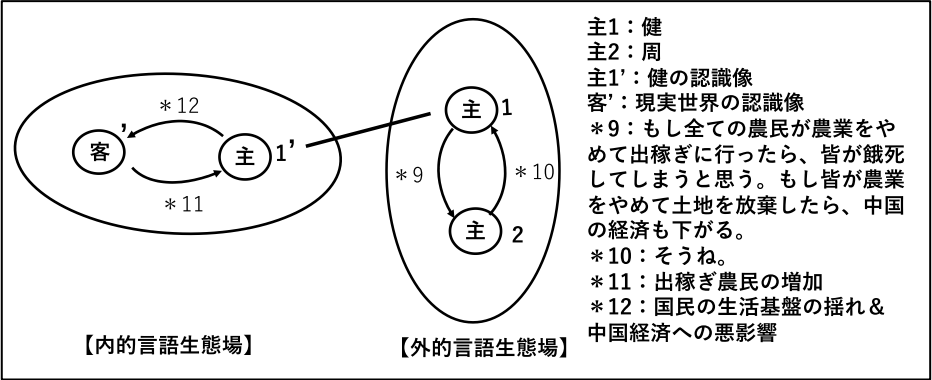 ＊12
客
’
主
1’
＊11
【内的言語生態場】
主
1
＊9
＊10
主
2
【外的言語生態場】
主1：健
主2：周
主1’：健の認識像
客’：現実世界の認識像
＊9：もし全ての農民が農業をや
めて出稼ぎに行ったら、皆が餓死
してしまうと思う。もし皆が農業
をやめて土地を放棄したら、中国
の経済も下がる。
＊10：そうね。
＊11：出稼ぎ農民の増加
＊12：国民の生活基盤の揺れ＆
中国経済への悪影響